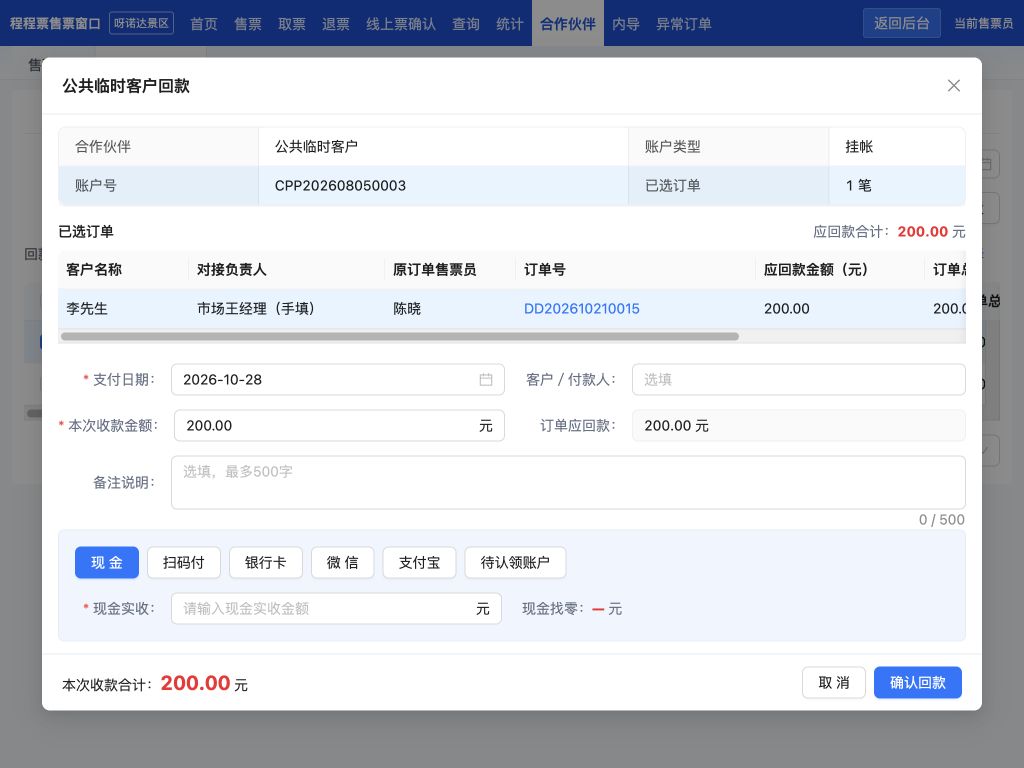 程程票售票窗口 呀诺达景区 首页 售票 取票 退票 线上票确认 查询 统计 合作伙伴 内导 异常订单 返回后台 当前售票员
售
公共临时客户回款
合作伙伴 公共临时客户 账户类型 挂帐
账户号 CPP202608050003 已选订单 1 笔
已选订单 应回款合计： 200.00 元
客户名称 对接负责人 原订单售票员 订单号 应回款金额（元） 订单总
李先生 市场王经理（手填） 陈晓 DD202610210015 200.00 200.0
* 支付日期： 2026-10-28 客户 / 付款人： 选填
* 本次收款金额： 200.00 元 订单应回款： 200.00 元
备注说明： 选填，最多500字
0 / 500
现 金 扫码付 银行卡 微 信 支付宝 待认领账户
* 现金实收： 请输入现金实收金额 元 现金找零： — 元
本次收款合计： 200.00 元 取 消 确认回款